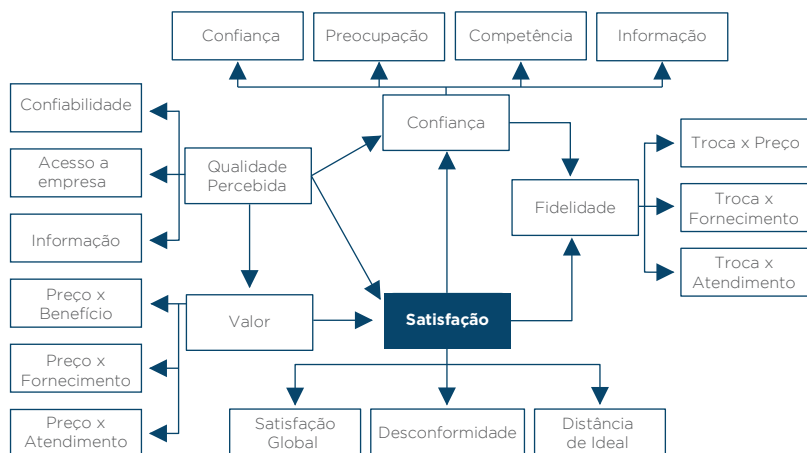 Confiança
Preocupação
Competência
Informação
Confiabilidade
Acesso a
empresa
Informação
Qualidade
Percebida
Confiança
Fidelidade
Troca x Preço
Troca x
Fornecimento
Troca x
Atendimento
Preço x
Benefício
Preço x
Fornecimento
Preço x
Atendimento
Valor
Satisfação
Satisfação
Global
Desconformidade
Distância
de Ideal